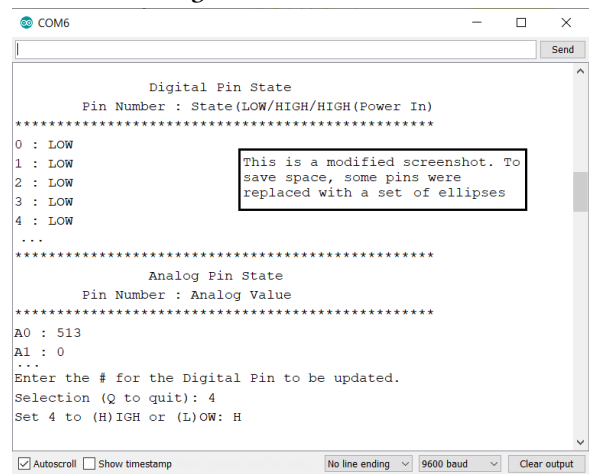 COM6
Send
Digital Pin State
Pin Number : State(LOW/HIGH/HIGH(Power In)
**************************************************
0 : LOW
1 : LOW
2 : LOW
3 : LOW
4 : LOW
...
This is a modified screenshot. To
save space, some pins were
replaced with a set of ellipses
**************************************************
Analog Pin State
Pin Number : Analog Value
**************************************************
A0 : 513
A1 : 0
...
Enter the # for the Digital Pin to be updated.
Selection (Q to quit): 4
Set 4 to (H)IGH or (L)OW: H
Autoscroll Show timestamp No line ending 9600 baud Clear output